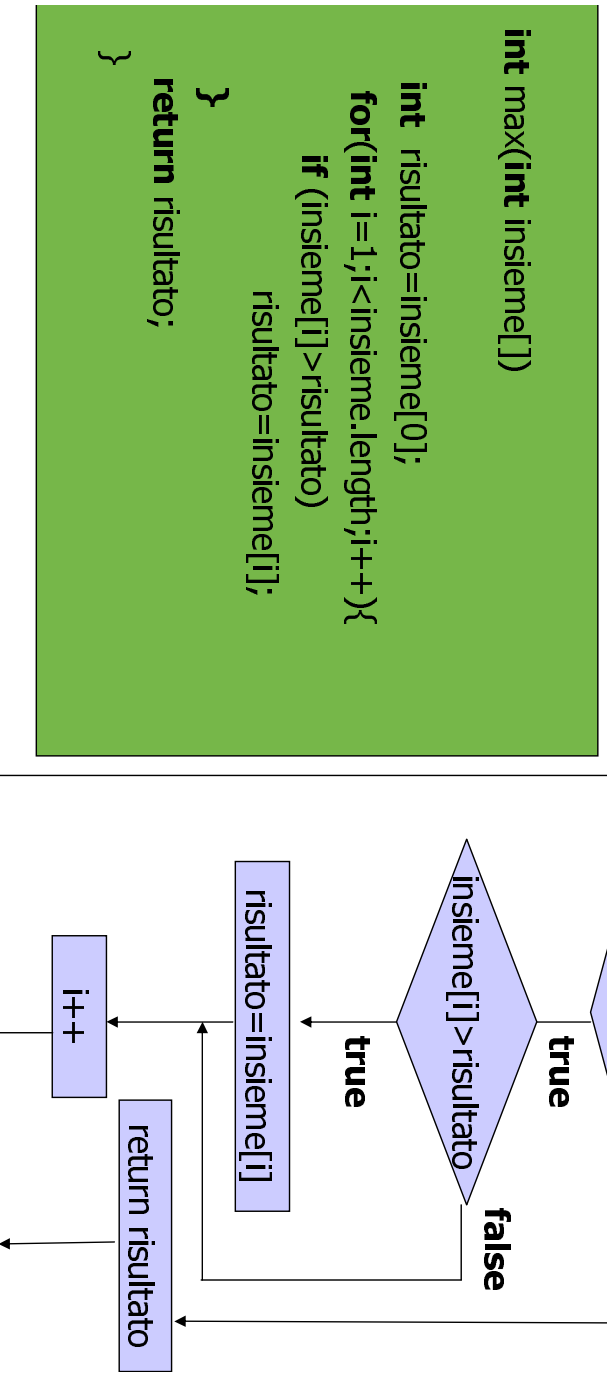 int max(int insieme[])
int risultato=insieme[0];
for(int i=1;i<insieme.length;i++){
if (insieme[i]>risultato)
risultato=insieme[i];
}
return risultato;
}
true
insieme[i]>risultato
false
true
risultato=insieme[i]
i++
return risultato